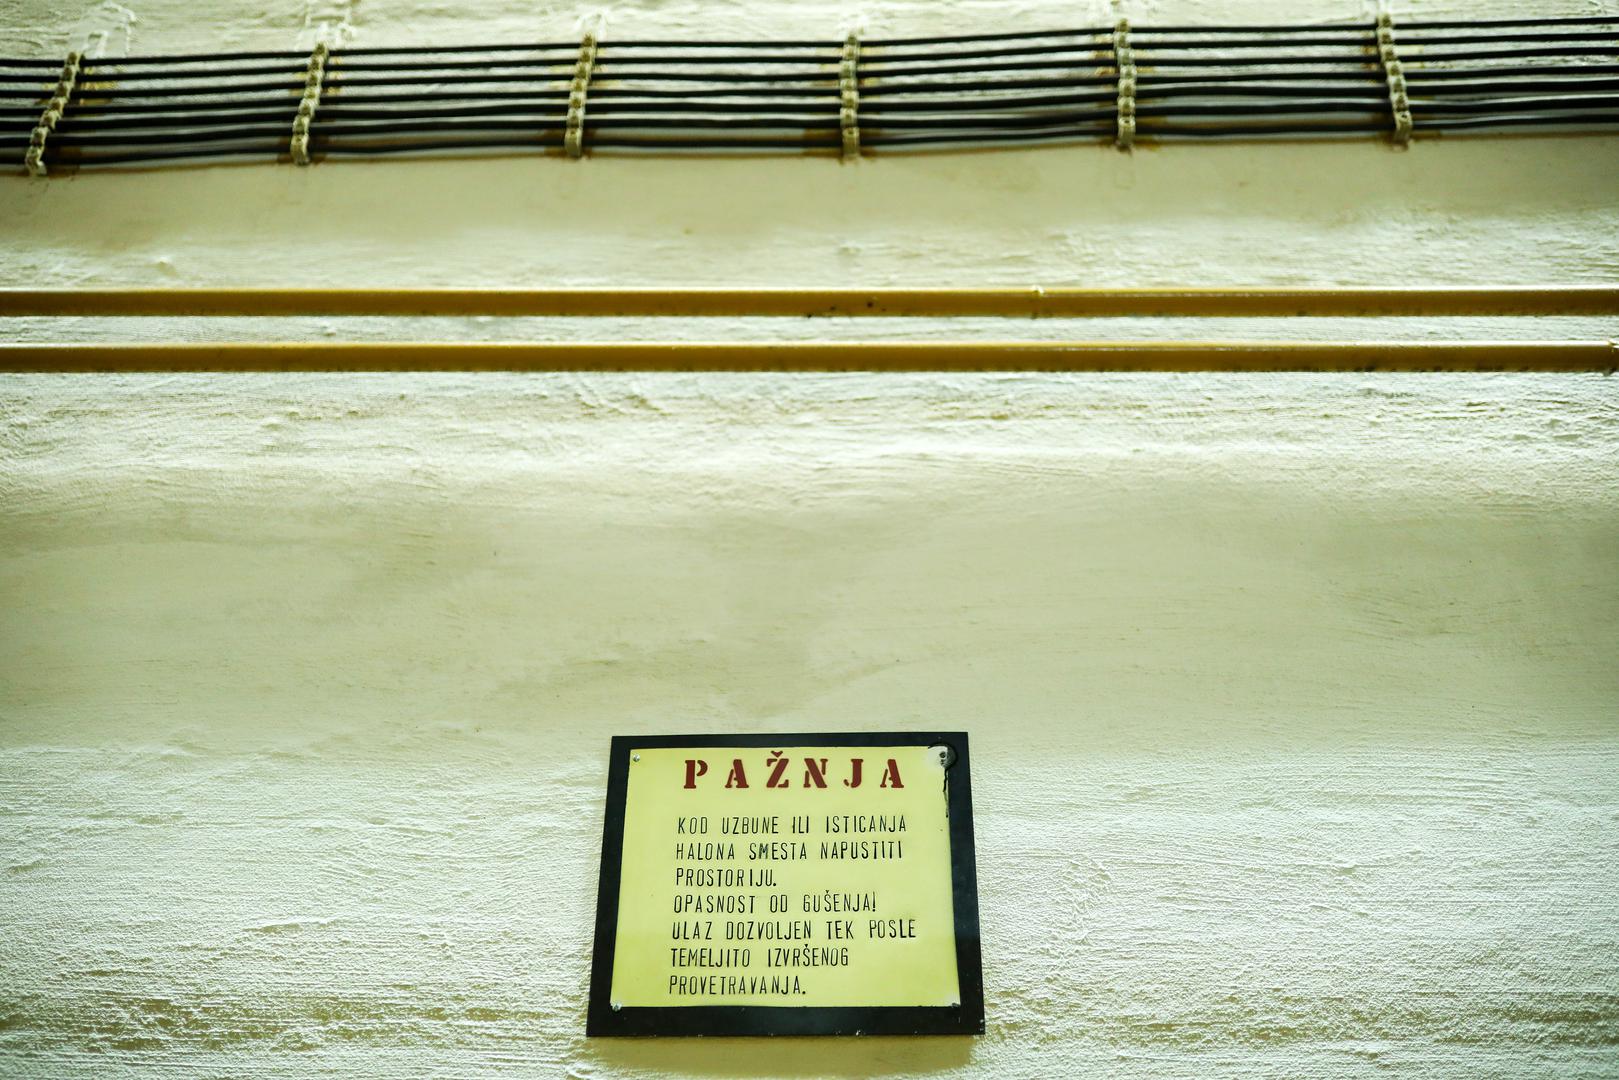 PAŽNJA
KOD UZBUNE ILI ISTICANJA
HALONA SMESTA NAPUSTITI
PROSTORIJU.
OPASNOST OD GUŠENJA!
ULAZ DOZVOLJEN TEK POSLE
TEMELJITO IZVRŠENOG
PROVETRAVANJA.